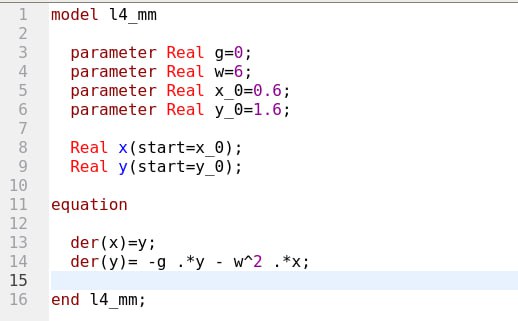 1 model l4_mm
2
3   parameter Real g=0;
4   parameter Real w=6;
5   parameter Real x_0=0.6;
6   parameter Real y_0=1.6;
7
8   Real x(start=x_0);
9   Real y(start=y_0);
10
11 equation
12
13   der(x)=y;
14   der(y)= -g .*y - w^2 .*x;
15
16 end l4_mm;